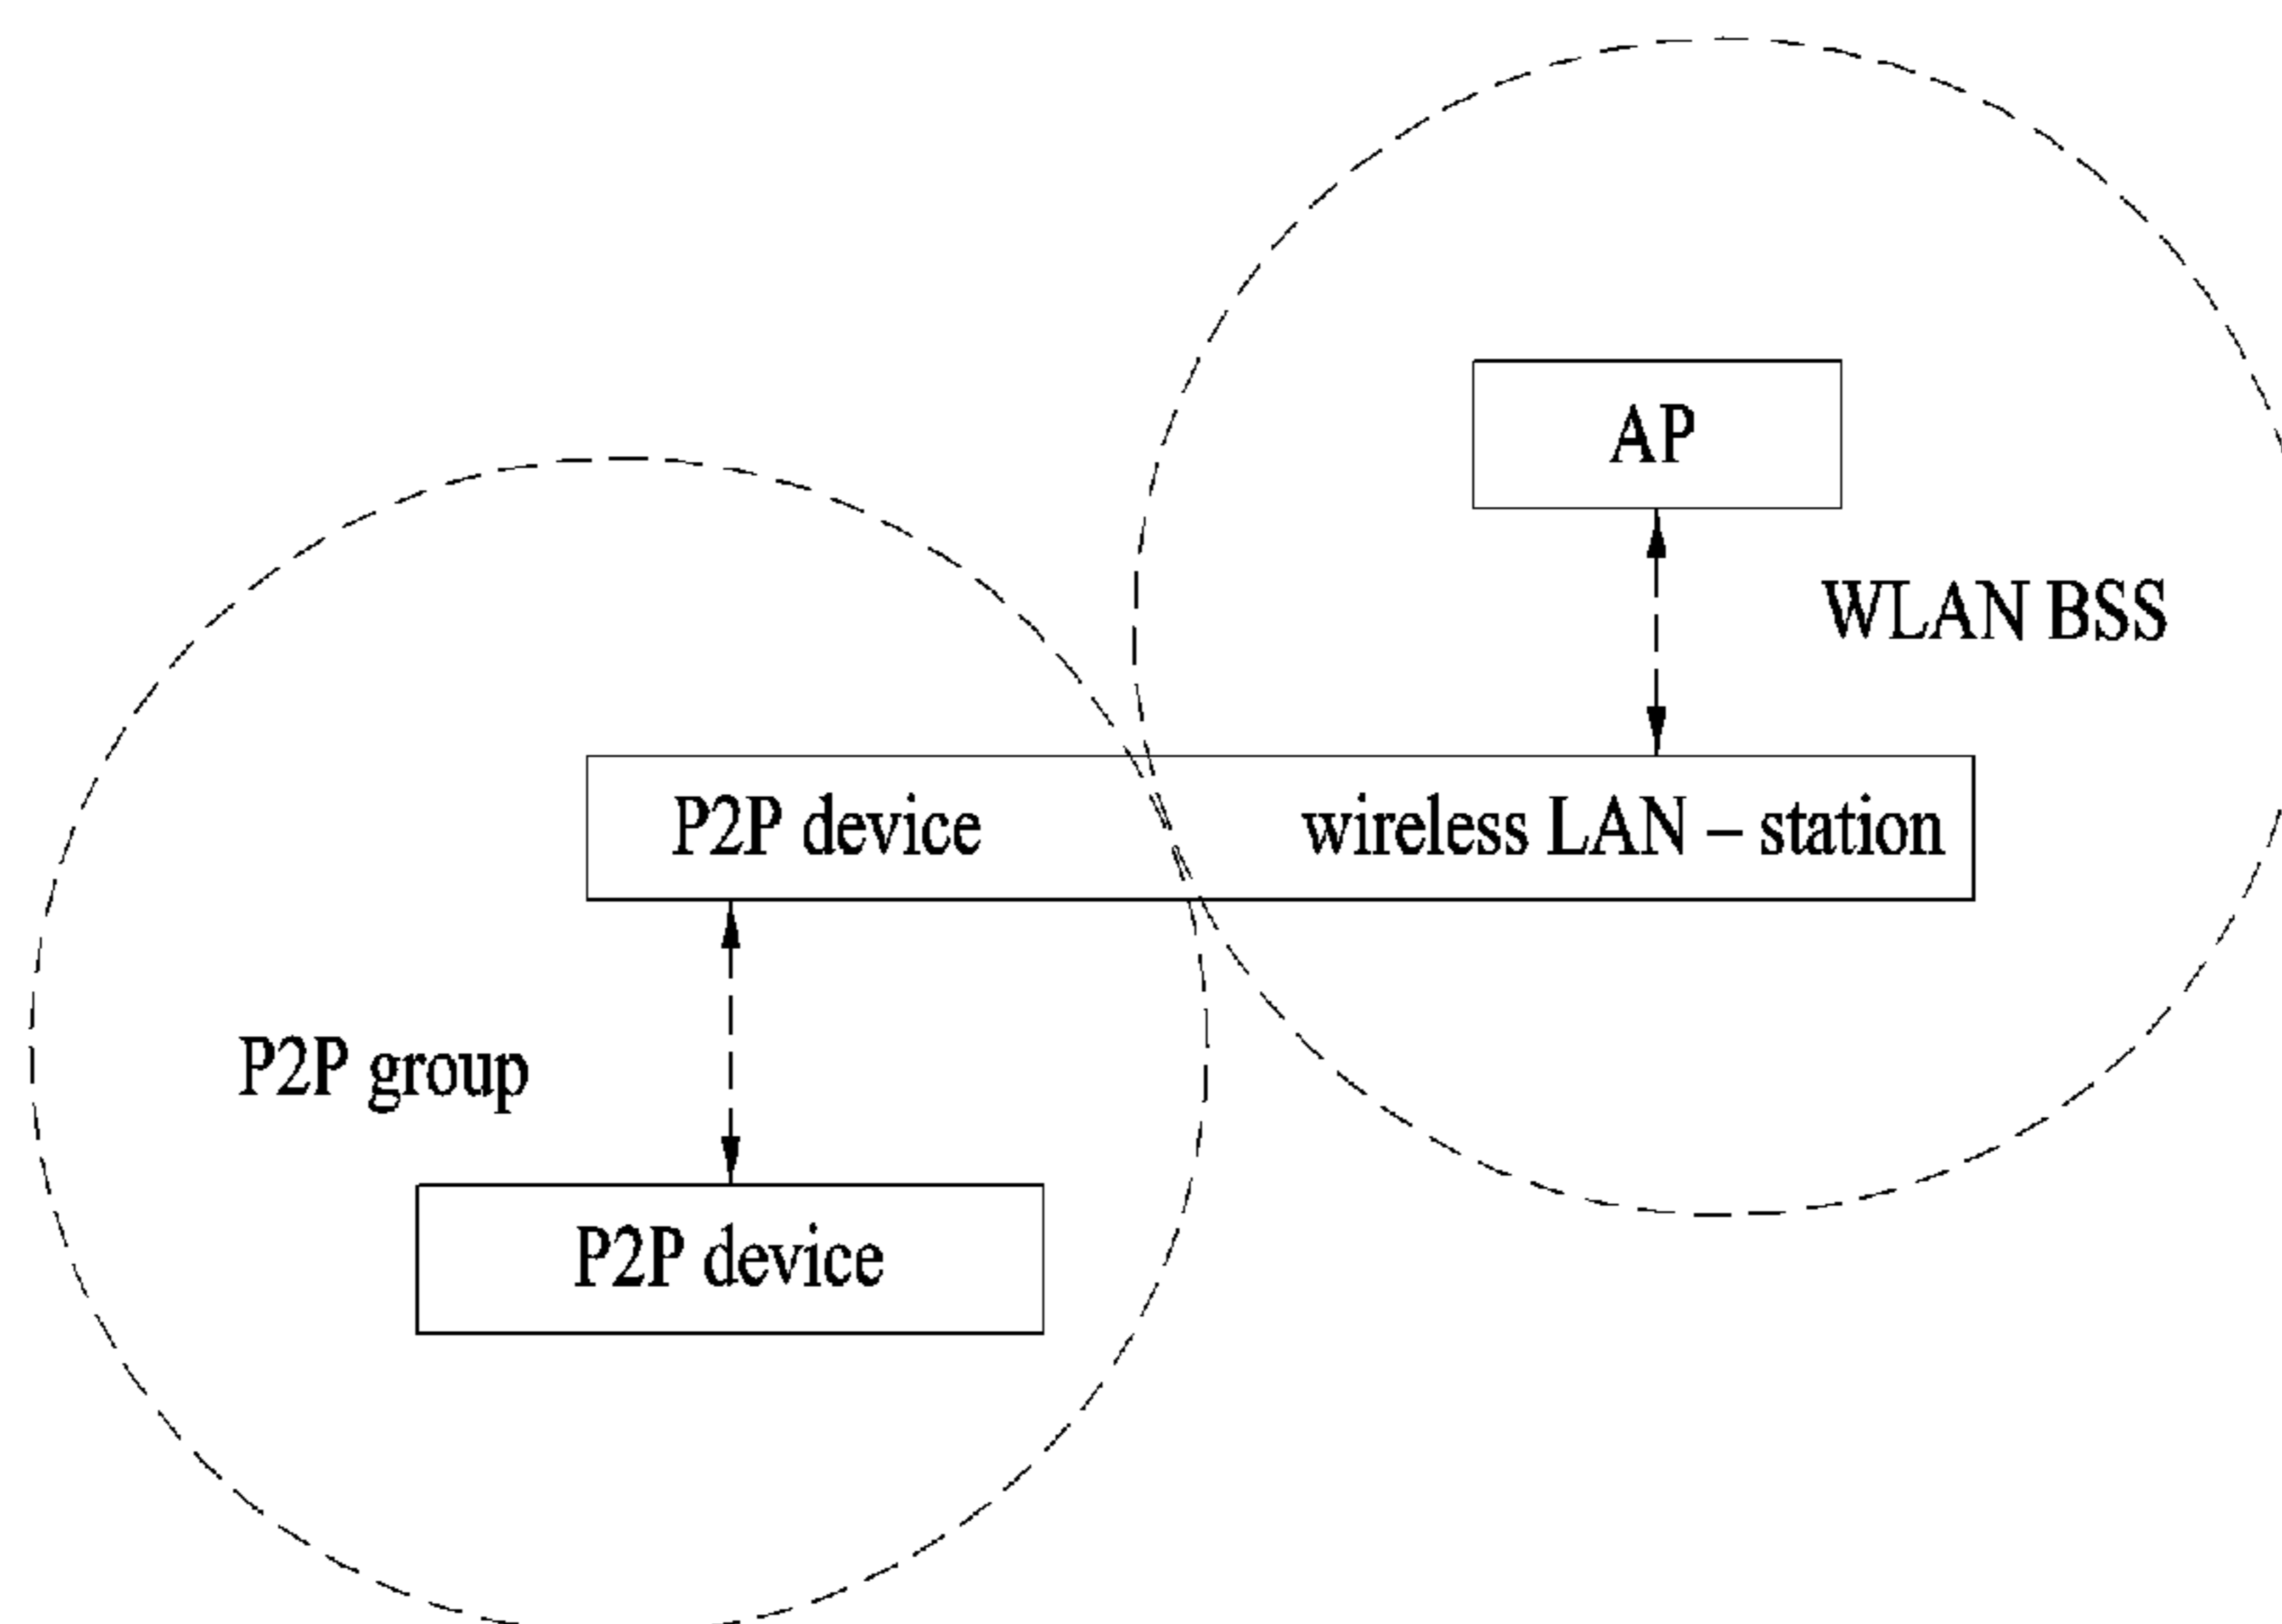 AP
WLAN BSS
P2P device
wireless LAN – station
P2P group
P2P device